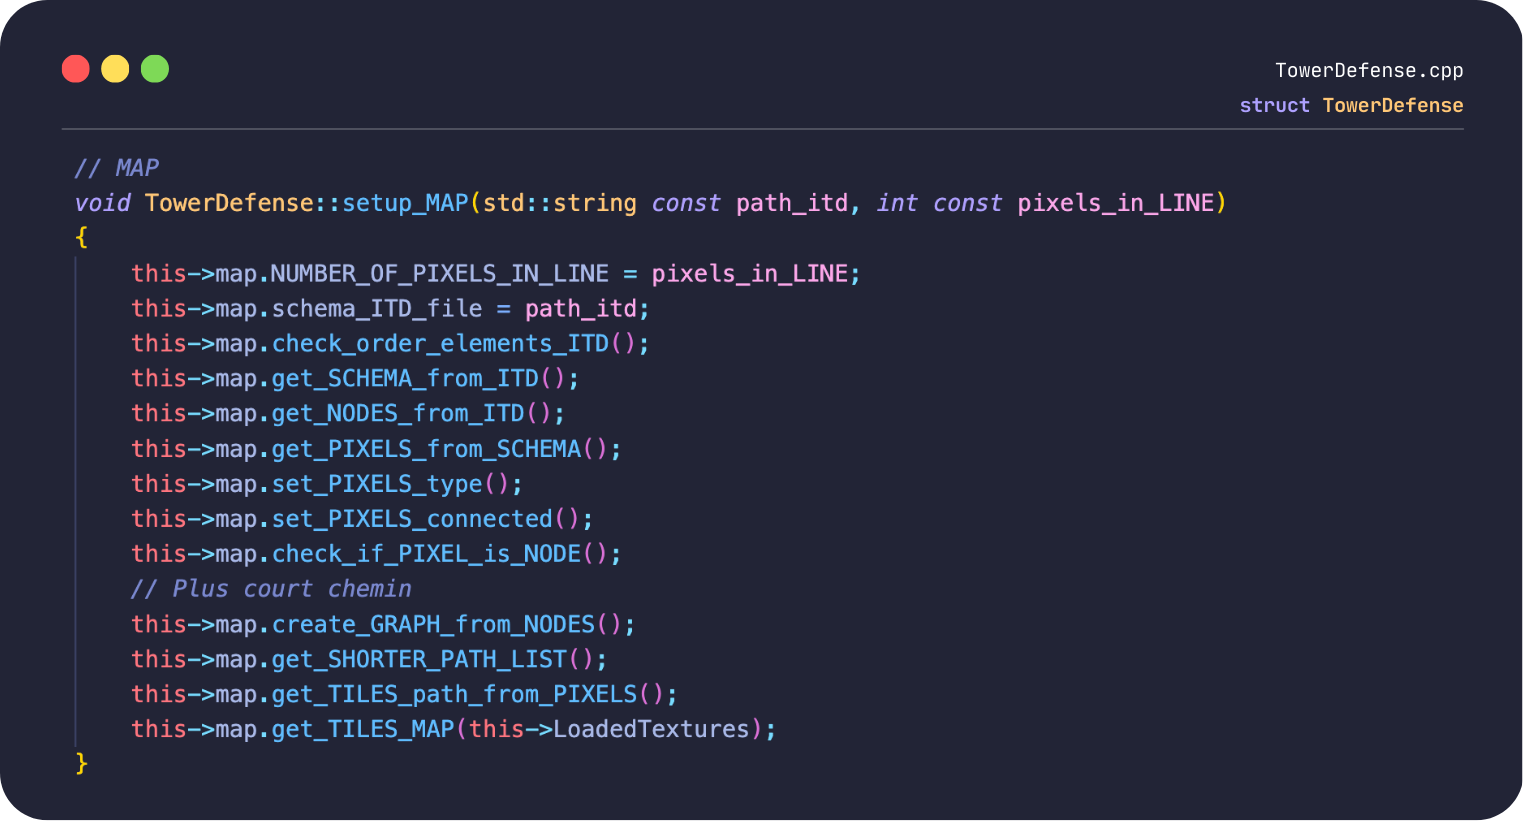 TowerDefense.cpp
struct TowerDefense
// MAP
void TowerDefense::setup_MAP(std::string const path_itd, int const pixels_in_LINE)
{
    this->map.NUMBER_OF_PIXELS_IN_LINE = pixels_in_LINE;
    this->map.schema_ITD_file = path_itd;
    this->map.check_order_elements_ITD();
    this->map.get_SCHEMA_from_ITD();
    this->map.get_NODES_from_ITD();
    this->map.get_PIXELS_from_SCHEMA();
    this->map.set_PIXELS_type();
    this->map.set_PIXELS_connected();
    this->map.check_if_PIXEL_is_NODE();
    // Plus court chemin
    this->map.create_GRAPH_from_NODES();
    this->map.get_SHORTER_PATH_LIST();
    this->map.get_TILES_path_from_PIXELS();
    this->map.get_TILES_MAP(this->LoadedTextures);
}